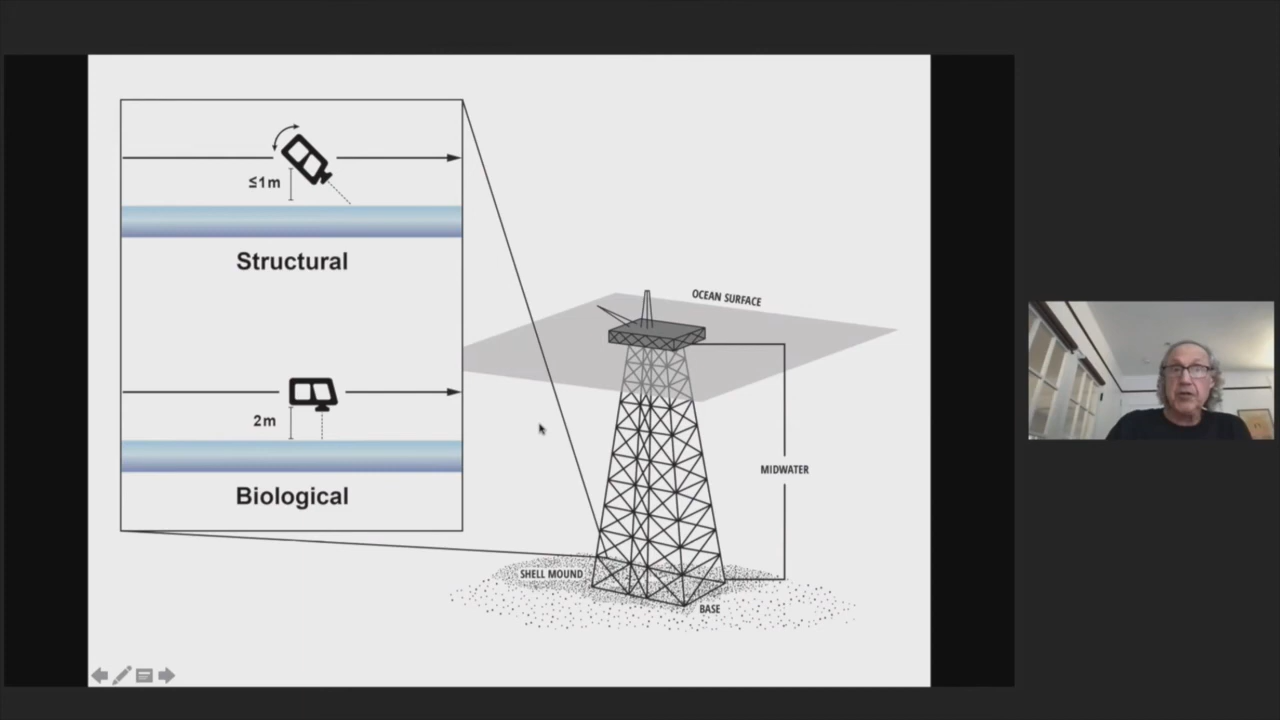 ≤1m
Structural
2m
Biological
OCEAN SURFACE
MIDWATER
SHELL MOUND
BASE